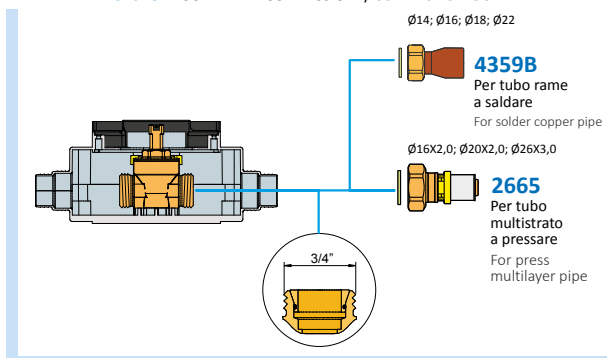 Ø14; Ø16; Ø18; Ø22
4359B
Per tubo rame
a saldare
For solder copper pipe
Ø16X2,0; Ø20X2,0; Ø26X3,0
2665
Per tubo
multistrato
a pressare
For press
multilayer pipe
3/4"